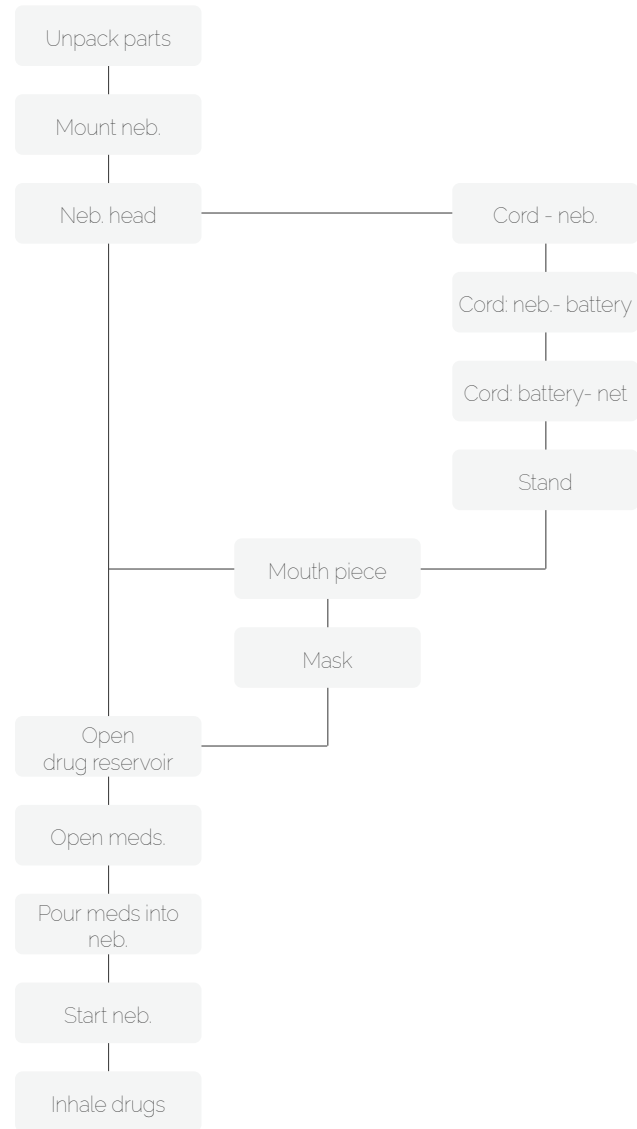 Unpack parts
Mount neb.
Neb. head
Cord - neb.
Cord: neb.- battery
Cord: battery- net
Stand
Mouth piece
Mask
Open
drug reservoir
Open meds.
Pour meds into
neb.
Start neb.
Inhale drugs